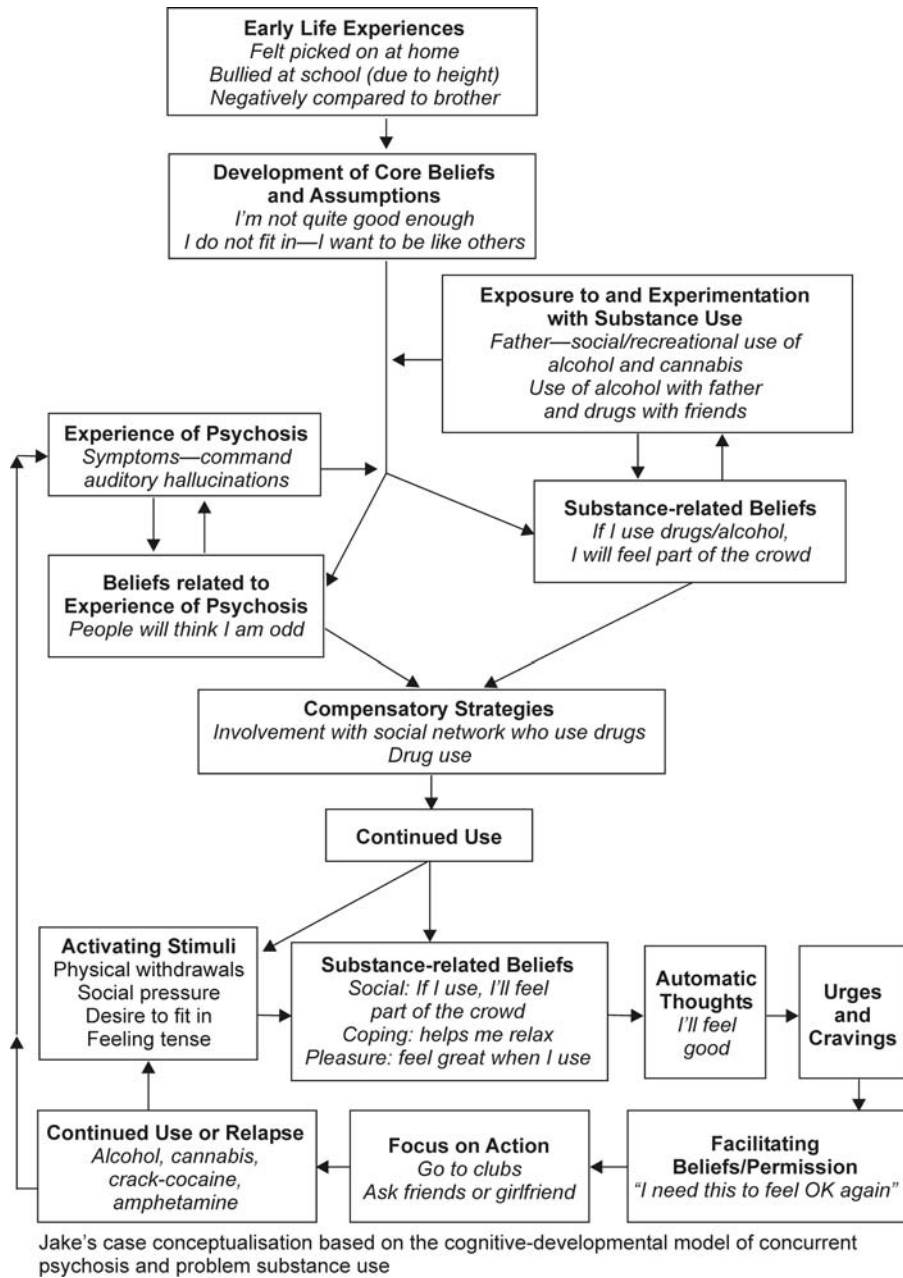 Early Life Experiences
Felt picked on at home
Bullied at school (due to height)
Negatively compared to brother
Development of Core Beliefs
and Assumptions
I'm not quite good enough
I do not fit in—I want to be like others
Exposure to and Experimentation
with Substance Use
Father—social/recreational use of
alcohol and cannabis
Use of alcohol with father
and drugs with friends
Experience of Psychosis
Symptoms—command
auditory hallucinations
Substance-related Beliefs
If I use drugs/alcohol,
I will feel part of the crowd
Beliefs related to
Experience of Psychosis
People will think I am odd
Compensatory Strategies
Involvement with social network who use drugs
Drug use
Continued Use
Activating Stimuli
Physical withdrawals
Social pressure
Desire to fit in
Feeling tense
Substance-related Beliefs
Social: If I use, I'll feel
part of the crowd
Coping: helps me relax
Pleasure: feel great when I use
Automatic
Thoughts
I'll feel
good
Urges
and
Cravings
Continued Use or Relapse
Alcohol, cannabis,
crack-cocaine,
amphetamine
Focus on Action
Go to clubs
Ask friends or girlfriend
Facilitating
Beliefs/Permission
“I need this to feel OK again”
Jake's case conceptualisation based on the cognitive-developmental model of concurrent
psychosis and problem substance use